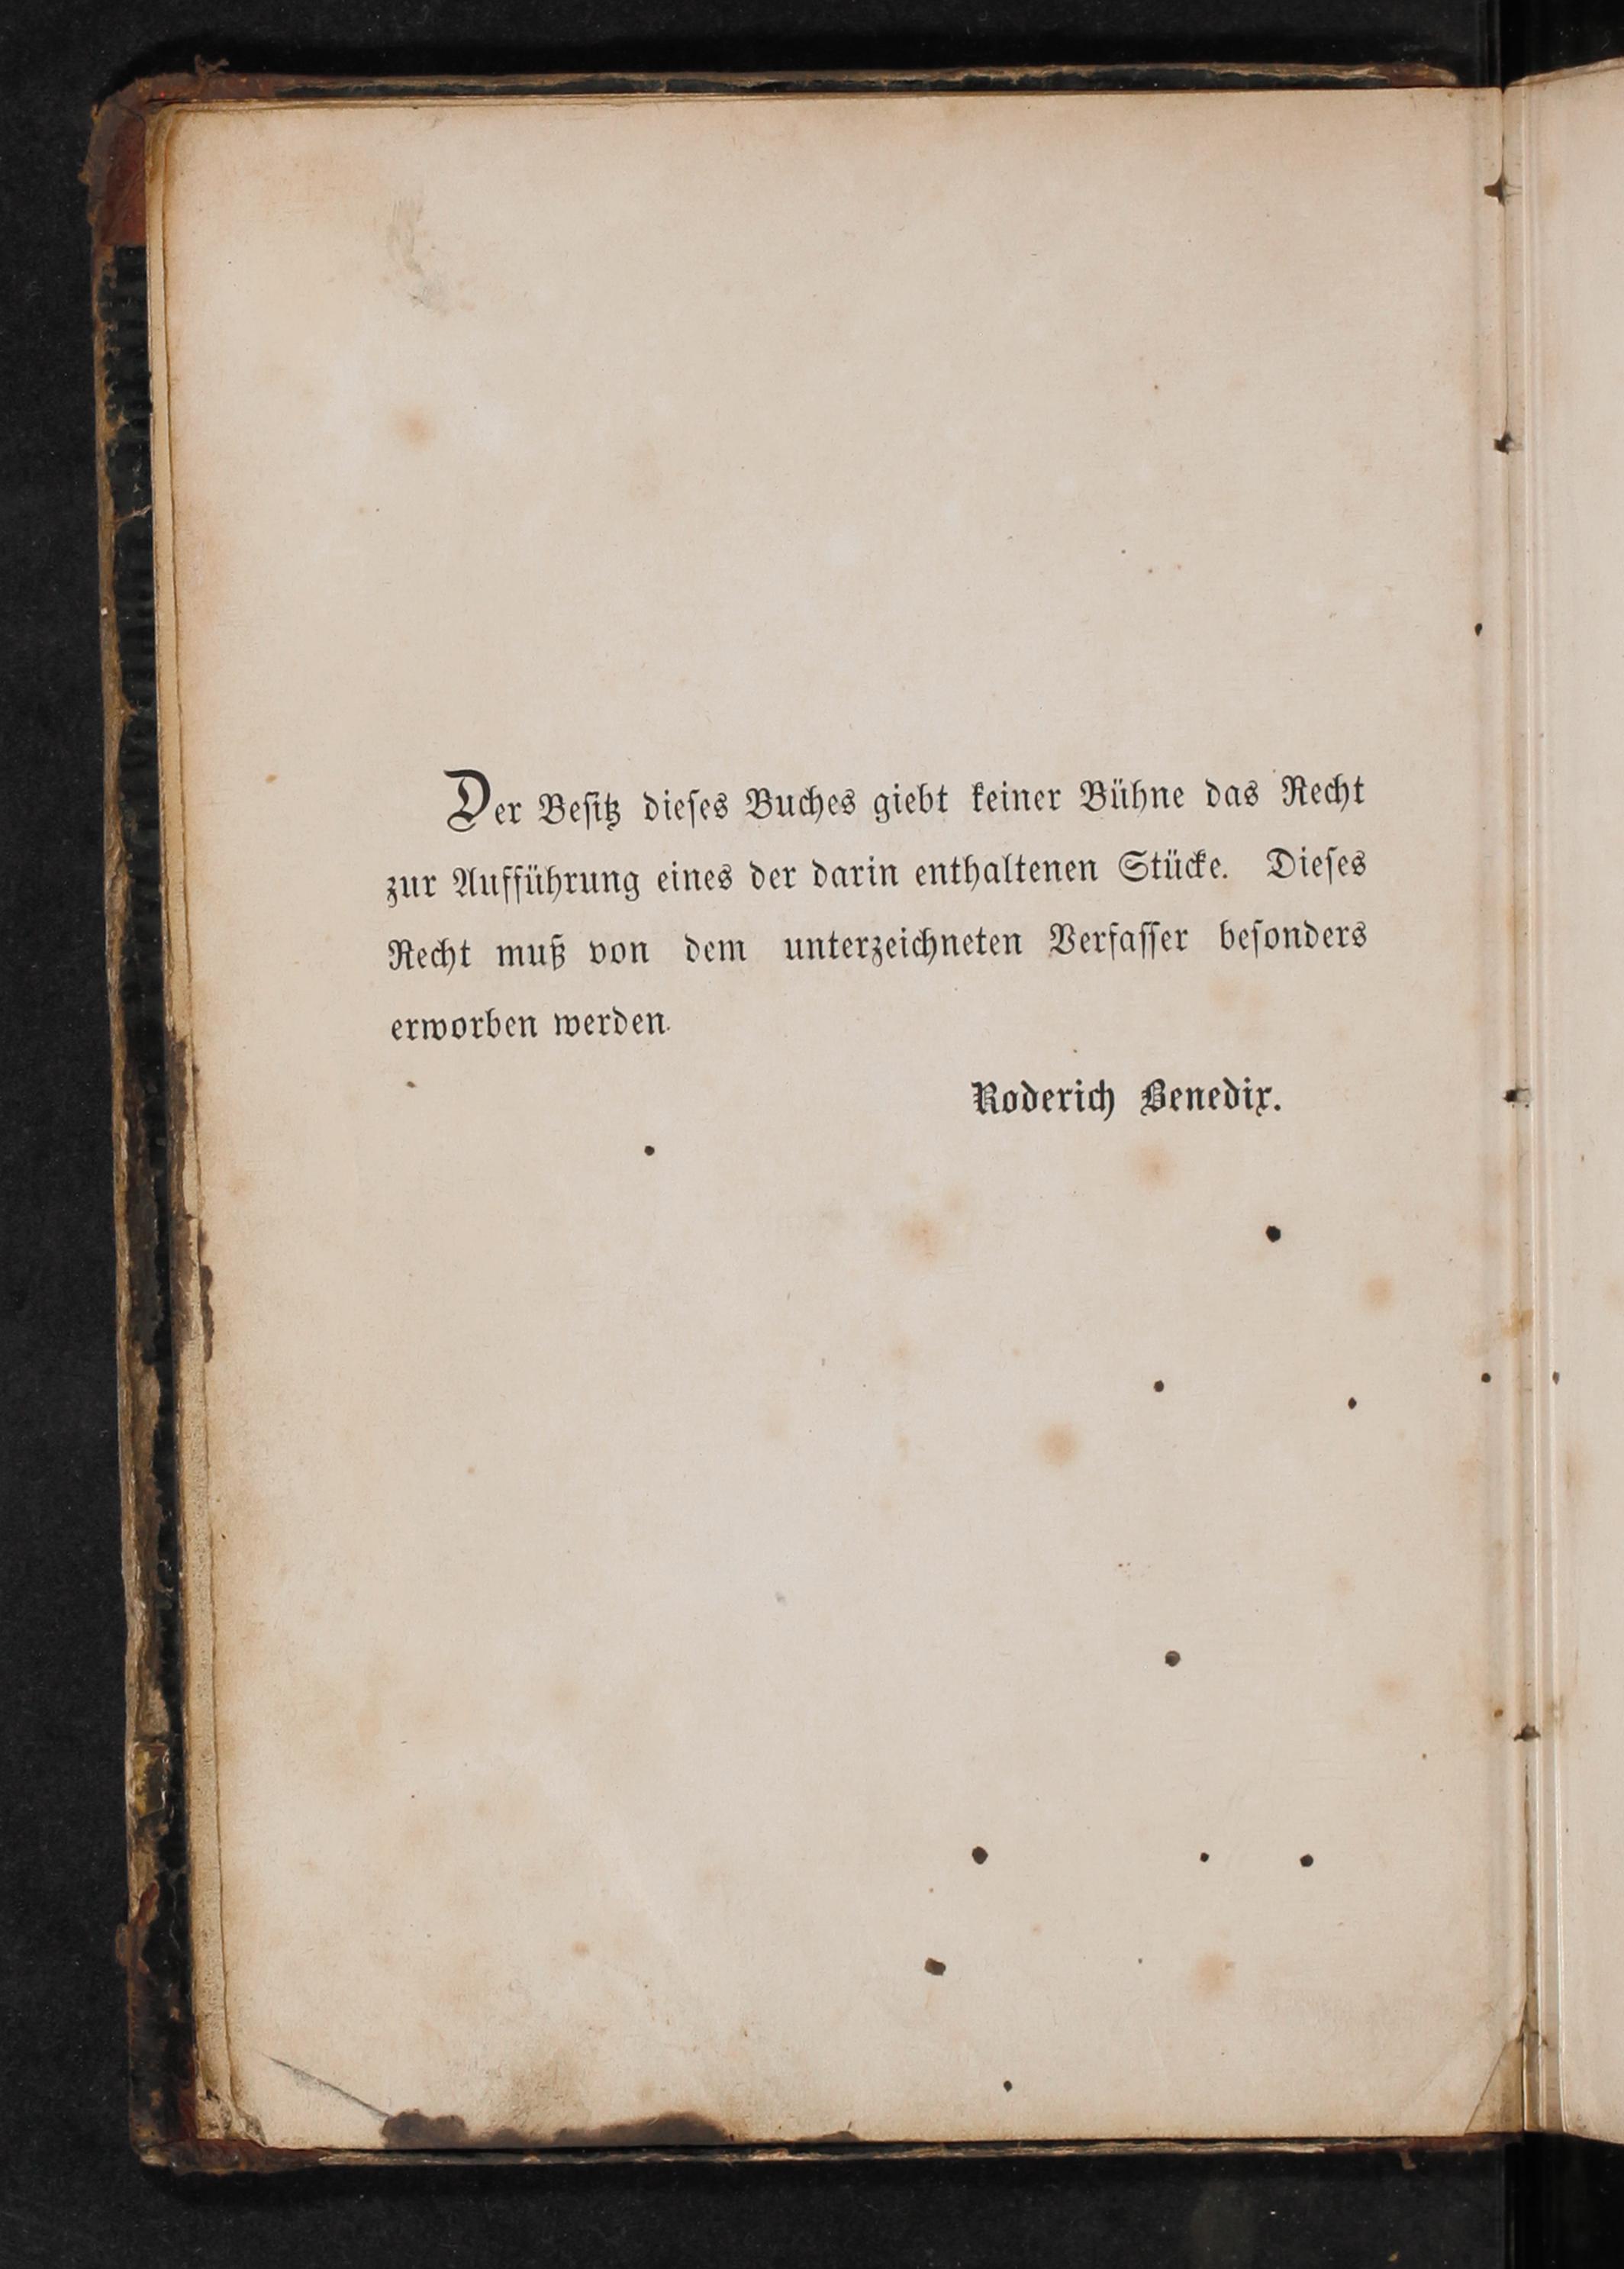 Der Beſitz dieſes Buches giebt keiner Bühne das Recht
zur Aufführung eines der darin enthaltenen Stücke. Dieſes
Recht muß von dem unterzeichneten Verfaſſer beſonders
erworben werden.
Roderich Benedix.